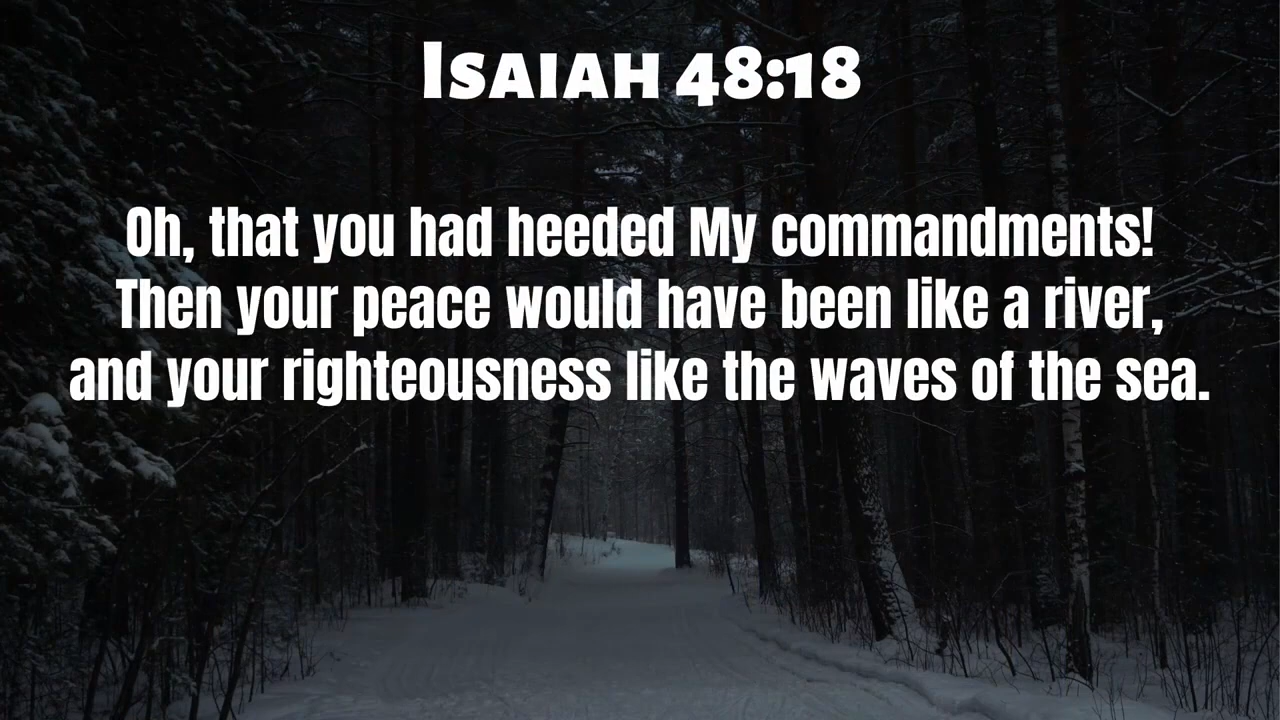 Isaiah 48:18
Oh, that you had heeded My commandments!
Then your peace would have been like a river,
and your righteousness like the waves of the sea.